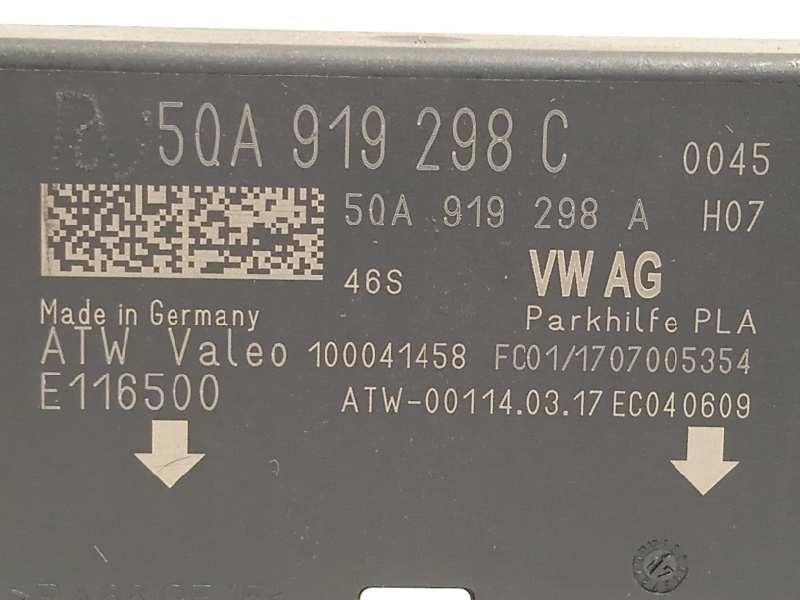 5QA 919 298 C 0045
5QA 919 298 A H07
46S VW AG
Made in Germany Parkhilfe PLA
ATW Valeo 100041458 FC01/1707005354
E116500 ATW-00114.03.17 EC040609